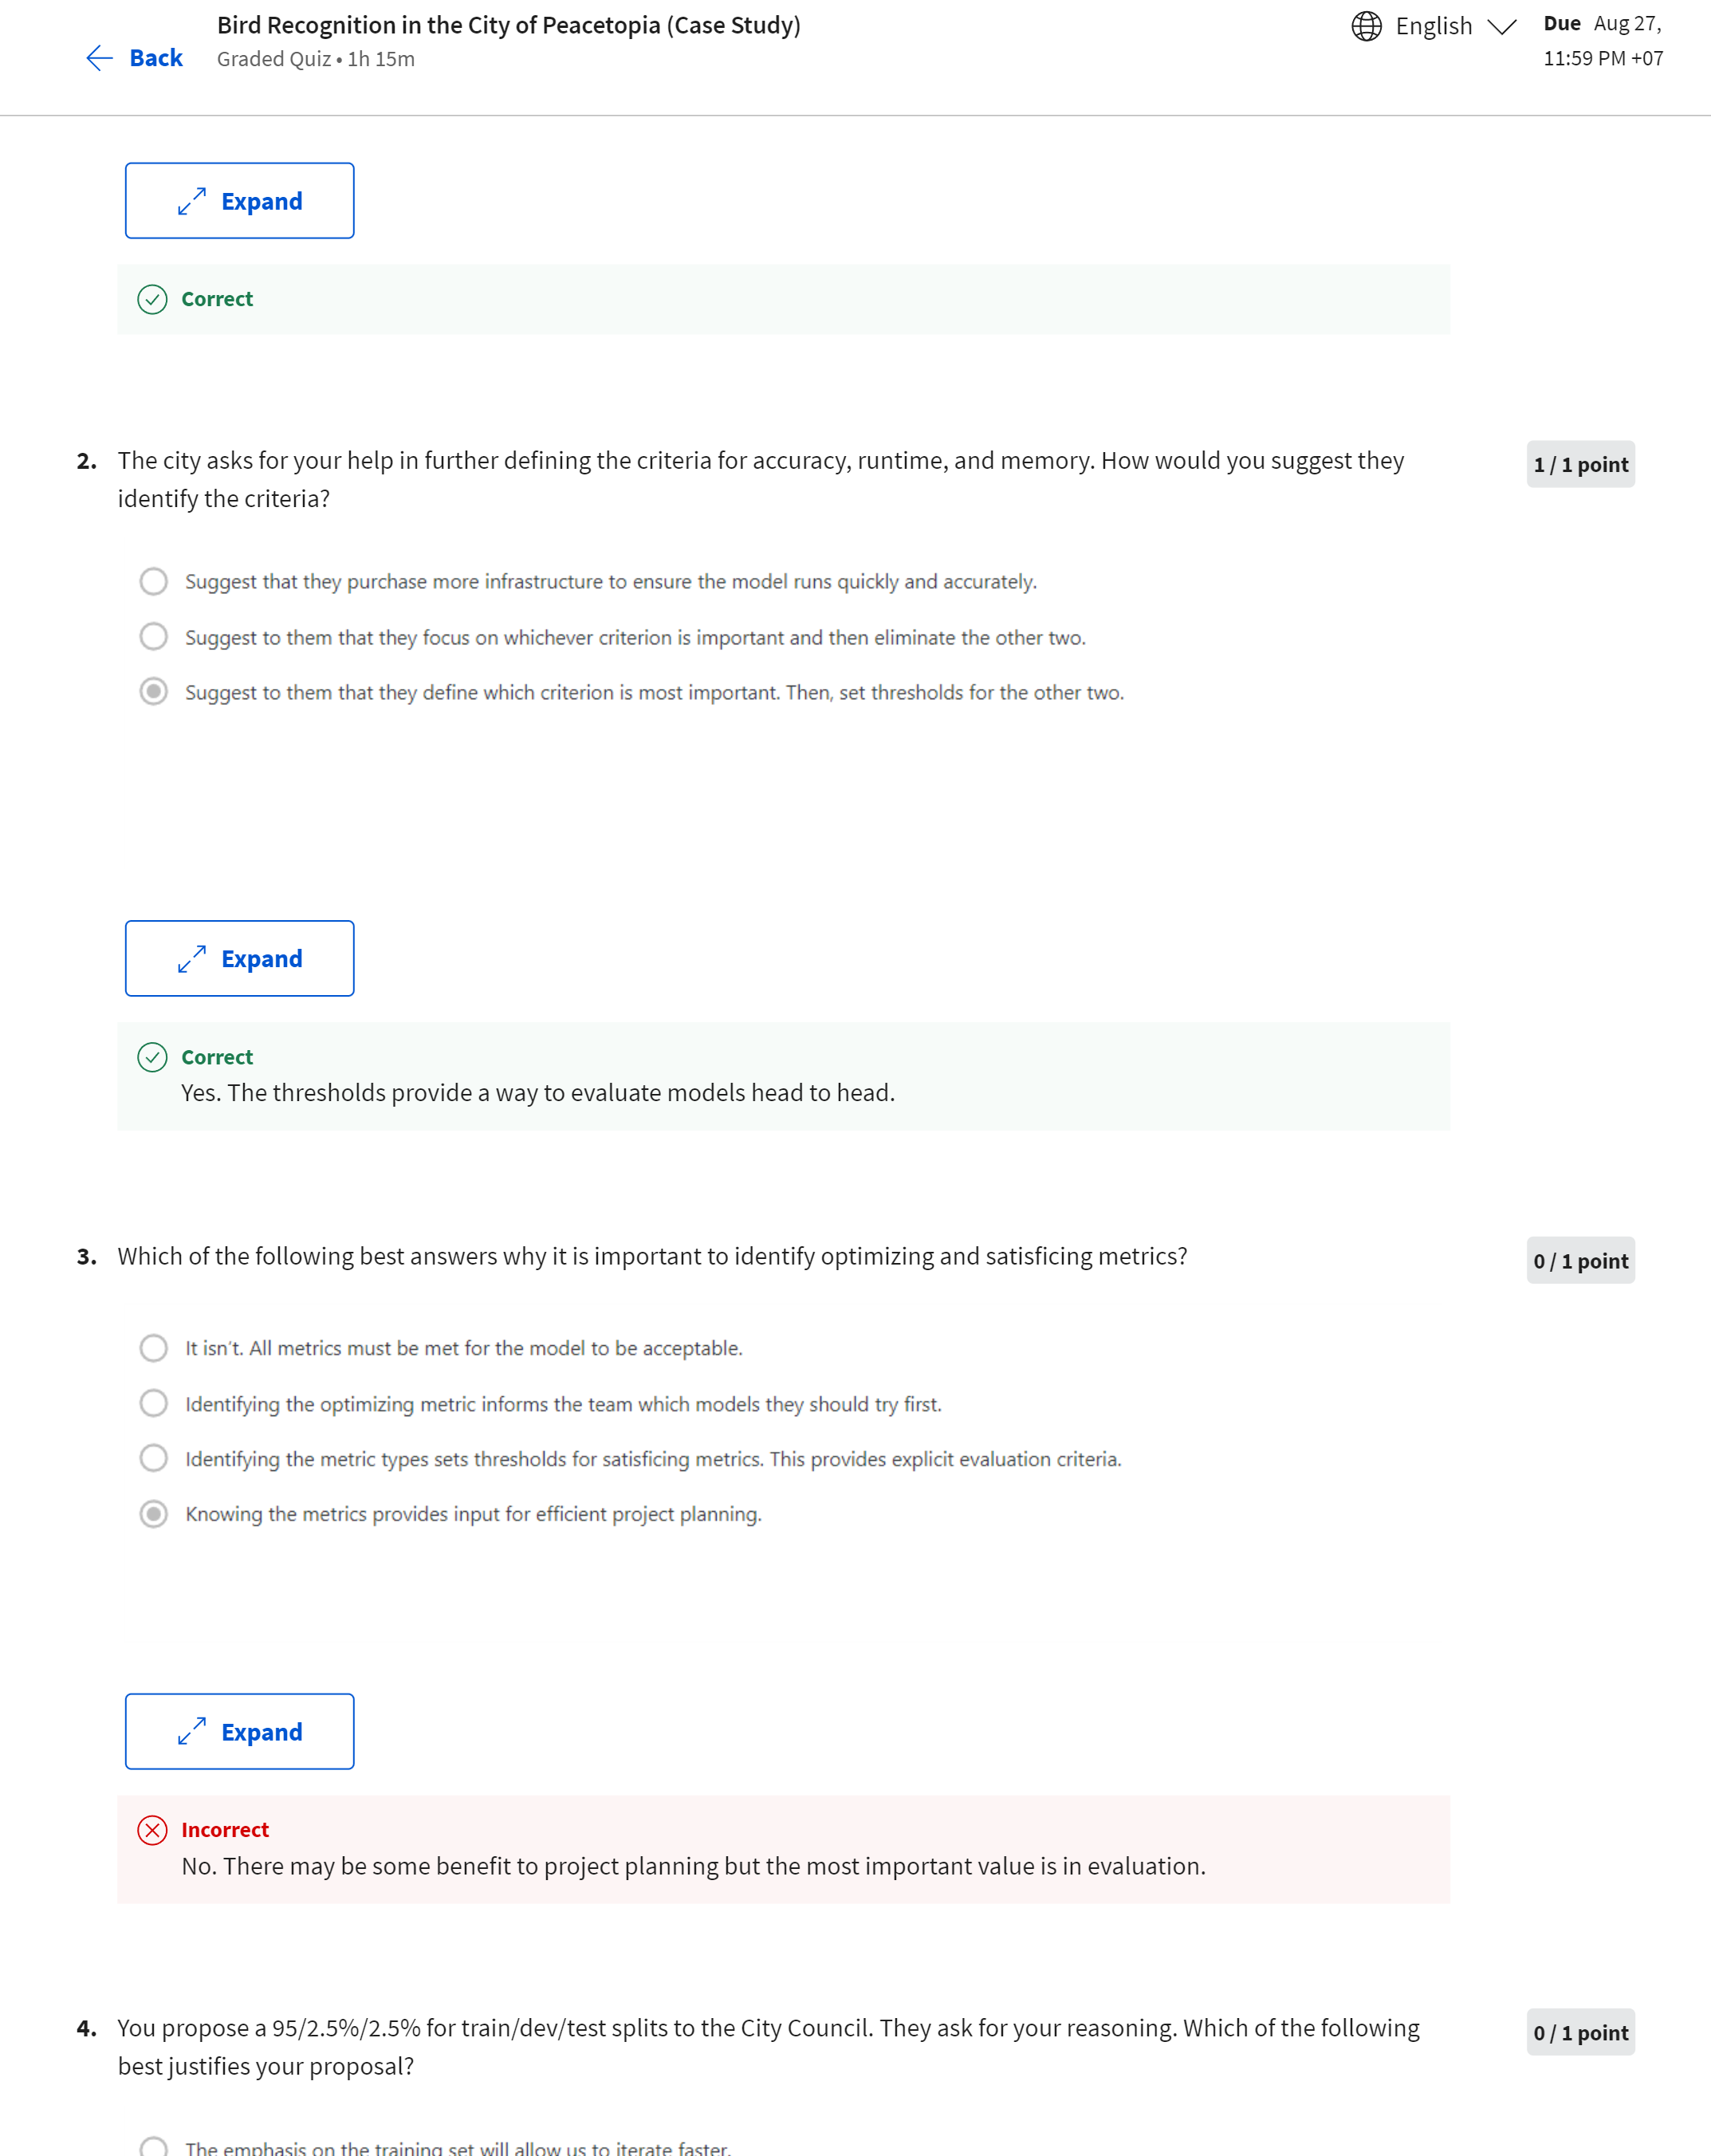 Bird Recognition in the City of Peacetopia (Case Study)
Back
Graded Quiz • 1h 15m
English
Due Aug 27,
11:59 PM +07
Expand
Correct
2. The city asks for your help in further defining the criteria for accuracy, runtime, and memory. How would you suggest they
identify the criteria?
1 / 1 point
Suggest that they purchase more infrastructure to ensure the model runs quickly and accurately.
Suggest to them that they focus on whichever criterion is important and then eliminate the other two.
Suggest to them that they define which criterion is most important. Then, set thresholds for the other two.
Expand
Correct
Yes. The thresholds provide a way to evaluate models head to head.
3. Which of the following best answers why it is important to identify optimizing and satisficing metrics?
0 / 1 point
It isn't. All metrics must be met for the model to be acceptable.
Identifying the optimizing metric informs the team which models they should try first.
Identifying the metric types sets thresholds for satisficing metrics. This provides explicit evaluation criteria.
Knowing the metrics provides input for efficient project planning.
Expand
Incorrect
No. There may be some benefit to project planning but the most important value is in evaluation.
4. You propose a 95/2.5%/2.5% for train/dev/test splits to the City Council. They ask for your reasoning. Which of the following
best justifies your proposal?
0 / 1 point
The emphasis on the training set will allow us to iterate faster.